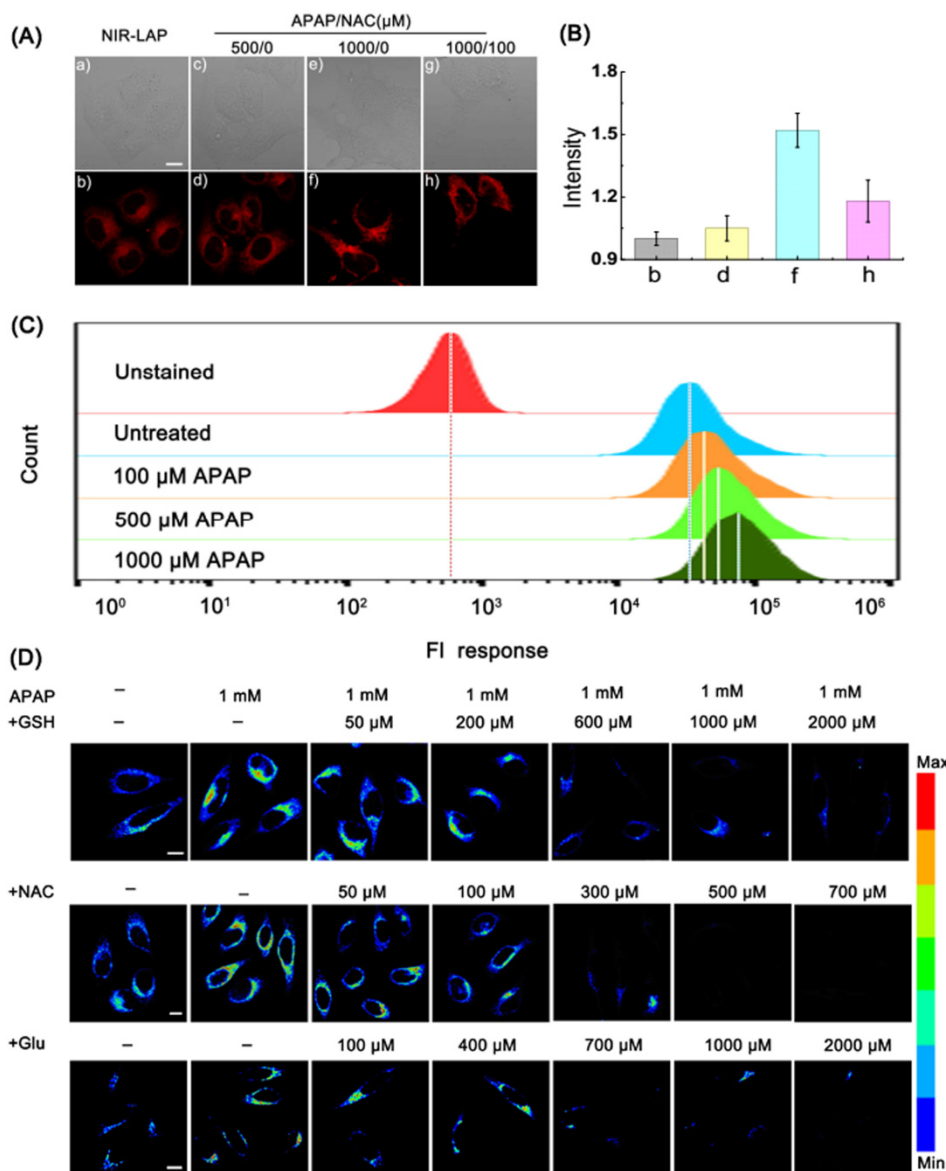 (A)
NIR-LAP
APAP/NAC(µM)
500/0 1000/0 1000/100
a) c) e) g)
b) d) f) h)
(B)
Intensity
1.8
1.5
1.2
0.9
b d f h
(C)
Count
Unstained
Untreated
100 µM APAP
500 µM APAP
1000 µM APAP
10⁰ 10¹ 10² 10³ 10⁴ 10⁵ 10⁶
FI response
(D)
APAP – 1 mM 1 mM 1 mM 1 mM 1 mM 1 mM
+GSH – – 50 µM 200 µM 600 µM 1000 µM 2000 µM
Max
+NAC – – 50 µM 100 µM 300 µM 500 µM 700 µM
+Glu – – 100 µM 400 µM 700 µM 1000 µM 2000 µM
Min